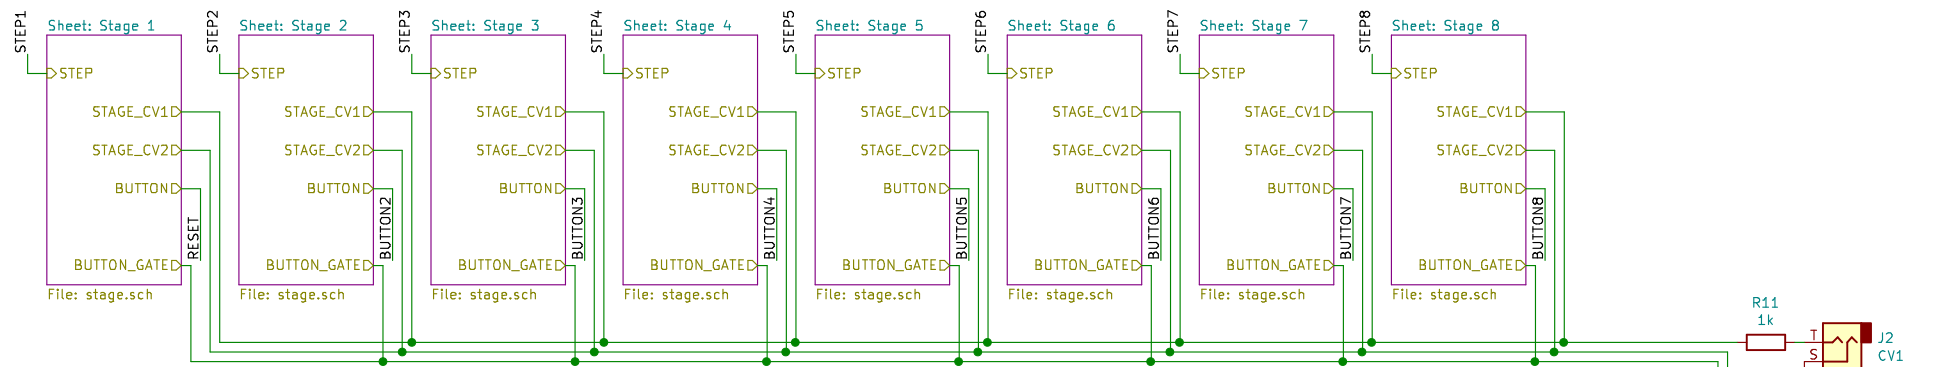 STEP1
Sheet: Stage 1
STEP
STAGE_CV1
STAGE_CV2
BUTTON
RESET
BUTTON_GATE
File: stage.sch
STEP2
Sheet: Stage 2
STEP
STAGE_CV1
STAGE_CV2
BUTTON
BUTTON2
BUTTON_GATE
File: stage.sch
STEP3
Sheet: Stage 3
STEP
STAGE_CV1
STAGE_CV2
BUTTON
BUTTON3
BUTTON_GATE
File: stage.sch
STEP4
Sheet: Stage 4
STEP
STAGE_CV1
STAGE_CV2
BUTTON
BUTTON4
BUTTON_GATE
File: stage.sch
STEP5
Sheet: Stage 5
STEP
STAGE_CV1
STAGE_CV2
BUTTON
BUTTON5
BUTTON_GATE
File: stage.sch
STEP6
Sheet: Stage 6
STEP
STAGE_CV1
STAGE_CV2
BUTTON
BUTTON6
BUTTON_GATE
File: stage.sch
STEP7
Sheet: Stage 7
STEP
STAGE_CV1
STAGE_CV2
BUTTON
BUTTON7
BUTTON_GATE
File: stage.sch
STEP8
Sheet: Stage 8
STEP
STAGE_CV1
STAGE_CV2
BUTTON
BUTTON8
BUTTON_GATE
File: stage.sch
R11
1k
T
S
J2
CV1